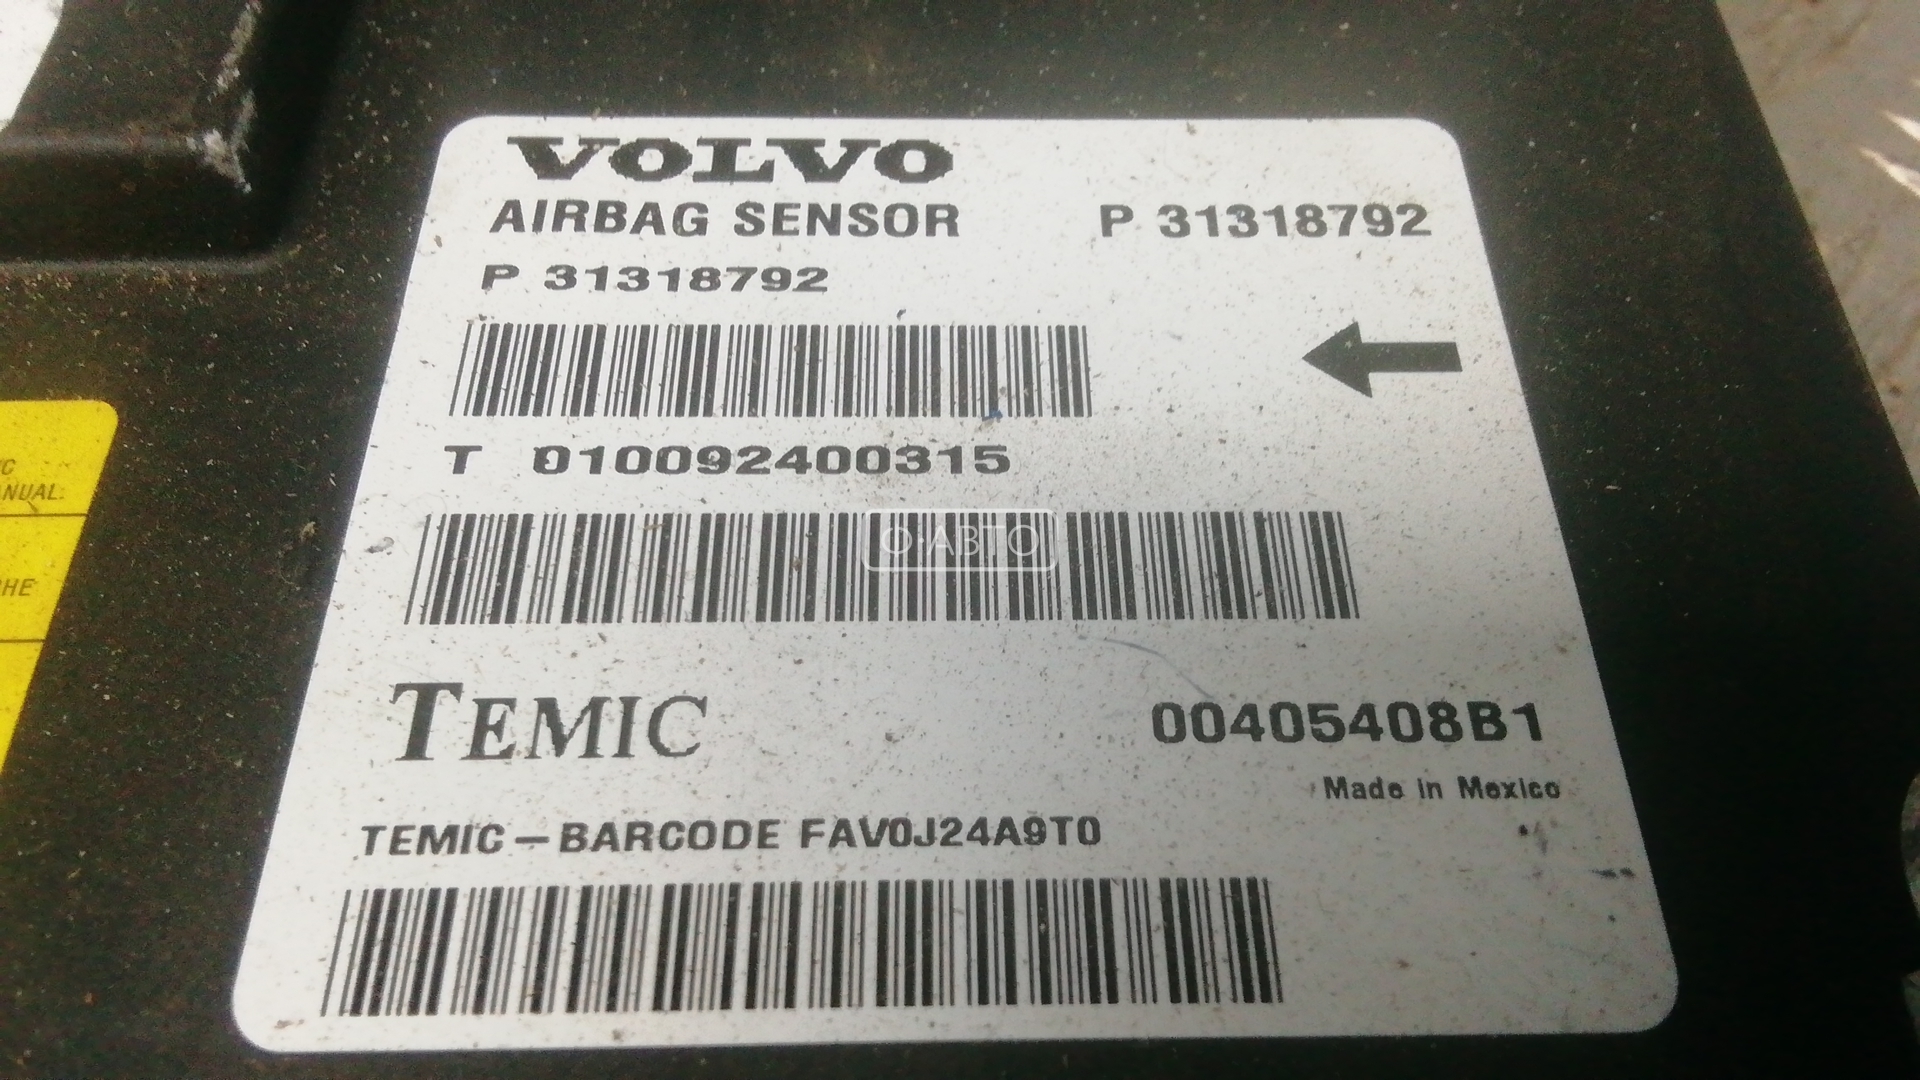 VOLVO
AIRBAG SENSOR P 31318792
P 31318792
T 010092400315
О·АВТО
TEMIC 00405408B1
Made in Mexico
TEMIC-BARCODE FAV0J24A9T0